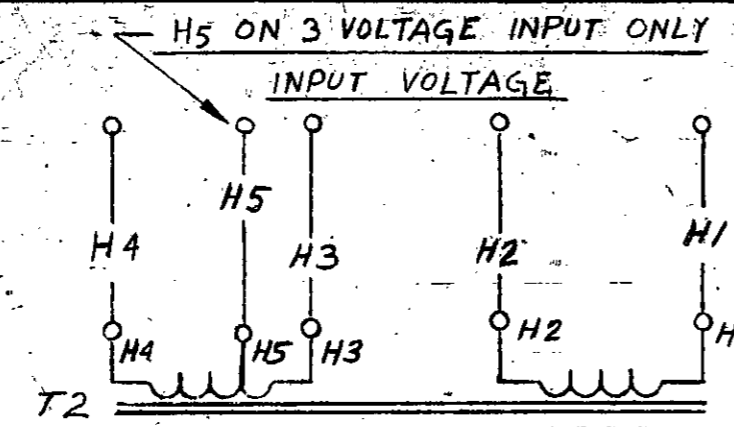 H5 ON 3 VOLTAGE INPUT ONLY
INPUT VOLTAGE
H4 H5 H3 H2 H1
H4 H5 H3 H2 H
T2